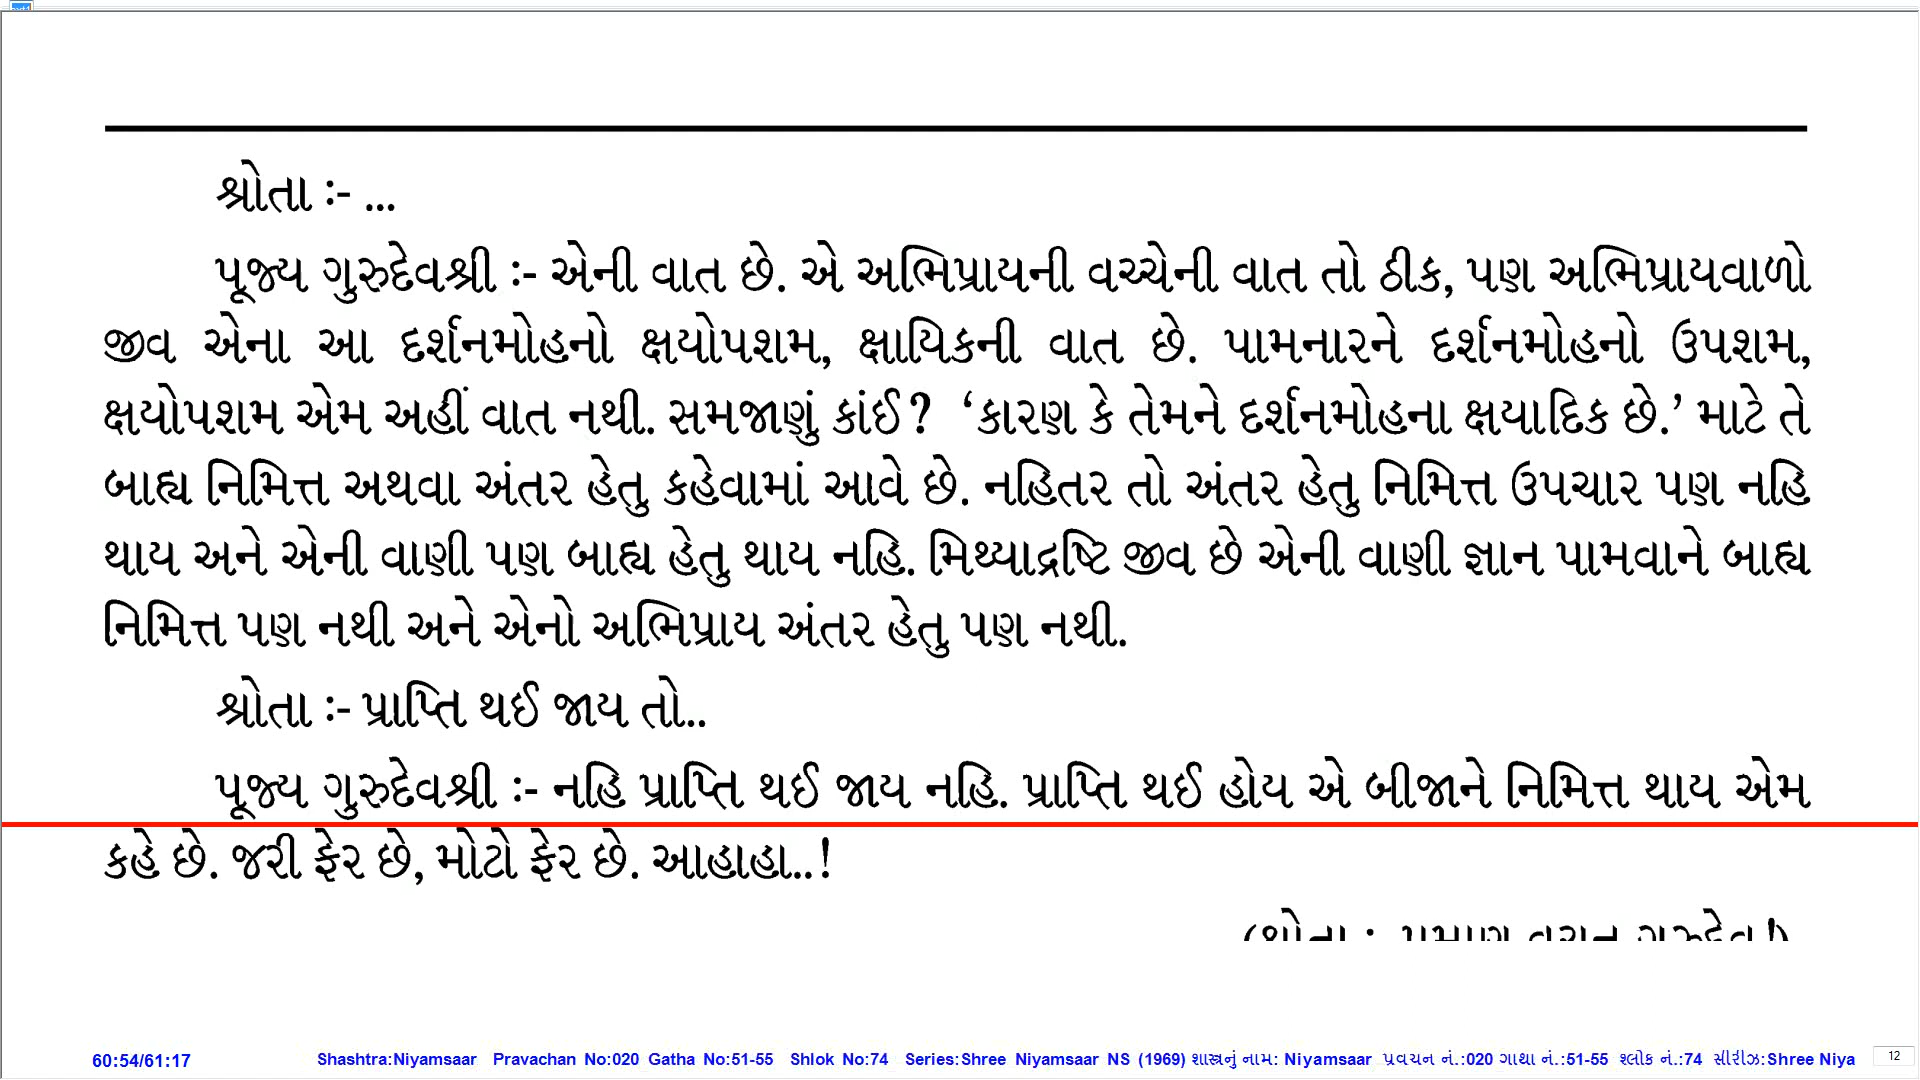 શ્રોતા :- ...
પૂજ્ય ગુરુદેવશ્રી :- એની વાત છે. એ અભિપ્રાયની વચ્ચેની વાત તો ઠીક, પણ અભિપ્રાયવાળો
જીવ એના આ દર્શનમોહનો ક્ષયોપશમ, ક્ષાયિકની વાત છે. પામનારને દર્શનમોહનો ઉપશમ,
ક્ષયોપશમ એમ અહીં વાત નથી. સમજાણું કાંઈ? ‘કારણ કે તેમને દર્શનમોહના ક્ષયાદિક છે.’ માટે તે
બાહ્ય નિમિત્ત અથવા અંતર હેતુ કહેવામાં આવે છે. નહિતર તો અંતર હેતુ નિમિત્ત ઉપચાર પણ નહિ
થાય અને એની વાણી પણ બાહ્ય હેતુ થાય નહિ. મિથ્યાદ્રષ્ટિ જીવ છે એની વાણી જ્ઞાન પામવાને બાહ્ય
નિમિત્ત પણ નથી અને એનો અભિપ્રાય અંતર હેતુ પણ નથી.
શ્રોતા :- પ્રાપ્તિ થઈ જાય તો..
પૂજ્ય ગુરુદેવશ્રી :- નહિ પ્રાપ્તિ થઈ જાય નહિ. પ્રાપ્તિ થઈ હોય એ બીજાને નિમિત્ત થાય એમ
કહે છે. જરી ફેર છે, મોટો ફેર છે. આહાહા..!
(શ્રોતા : પ્રમાણ વચન ગુરુદેવ!)
60:54/61:17 Shashtra:Niyamsaar Pravachan No:020 Gatha No:51-55 Shlok No:74 Series:Shree Niyamsaar NS (1969) શાસ્ત્રનું નામ: Niyamsaar પ્રવચન નં.:020 ગાથા નં.:51-55 શ્લોક નં.:74 સીરીઝ:Shree Niya 12